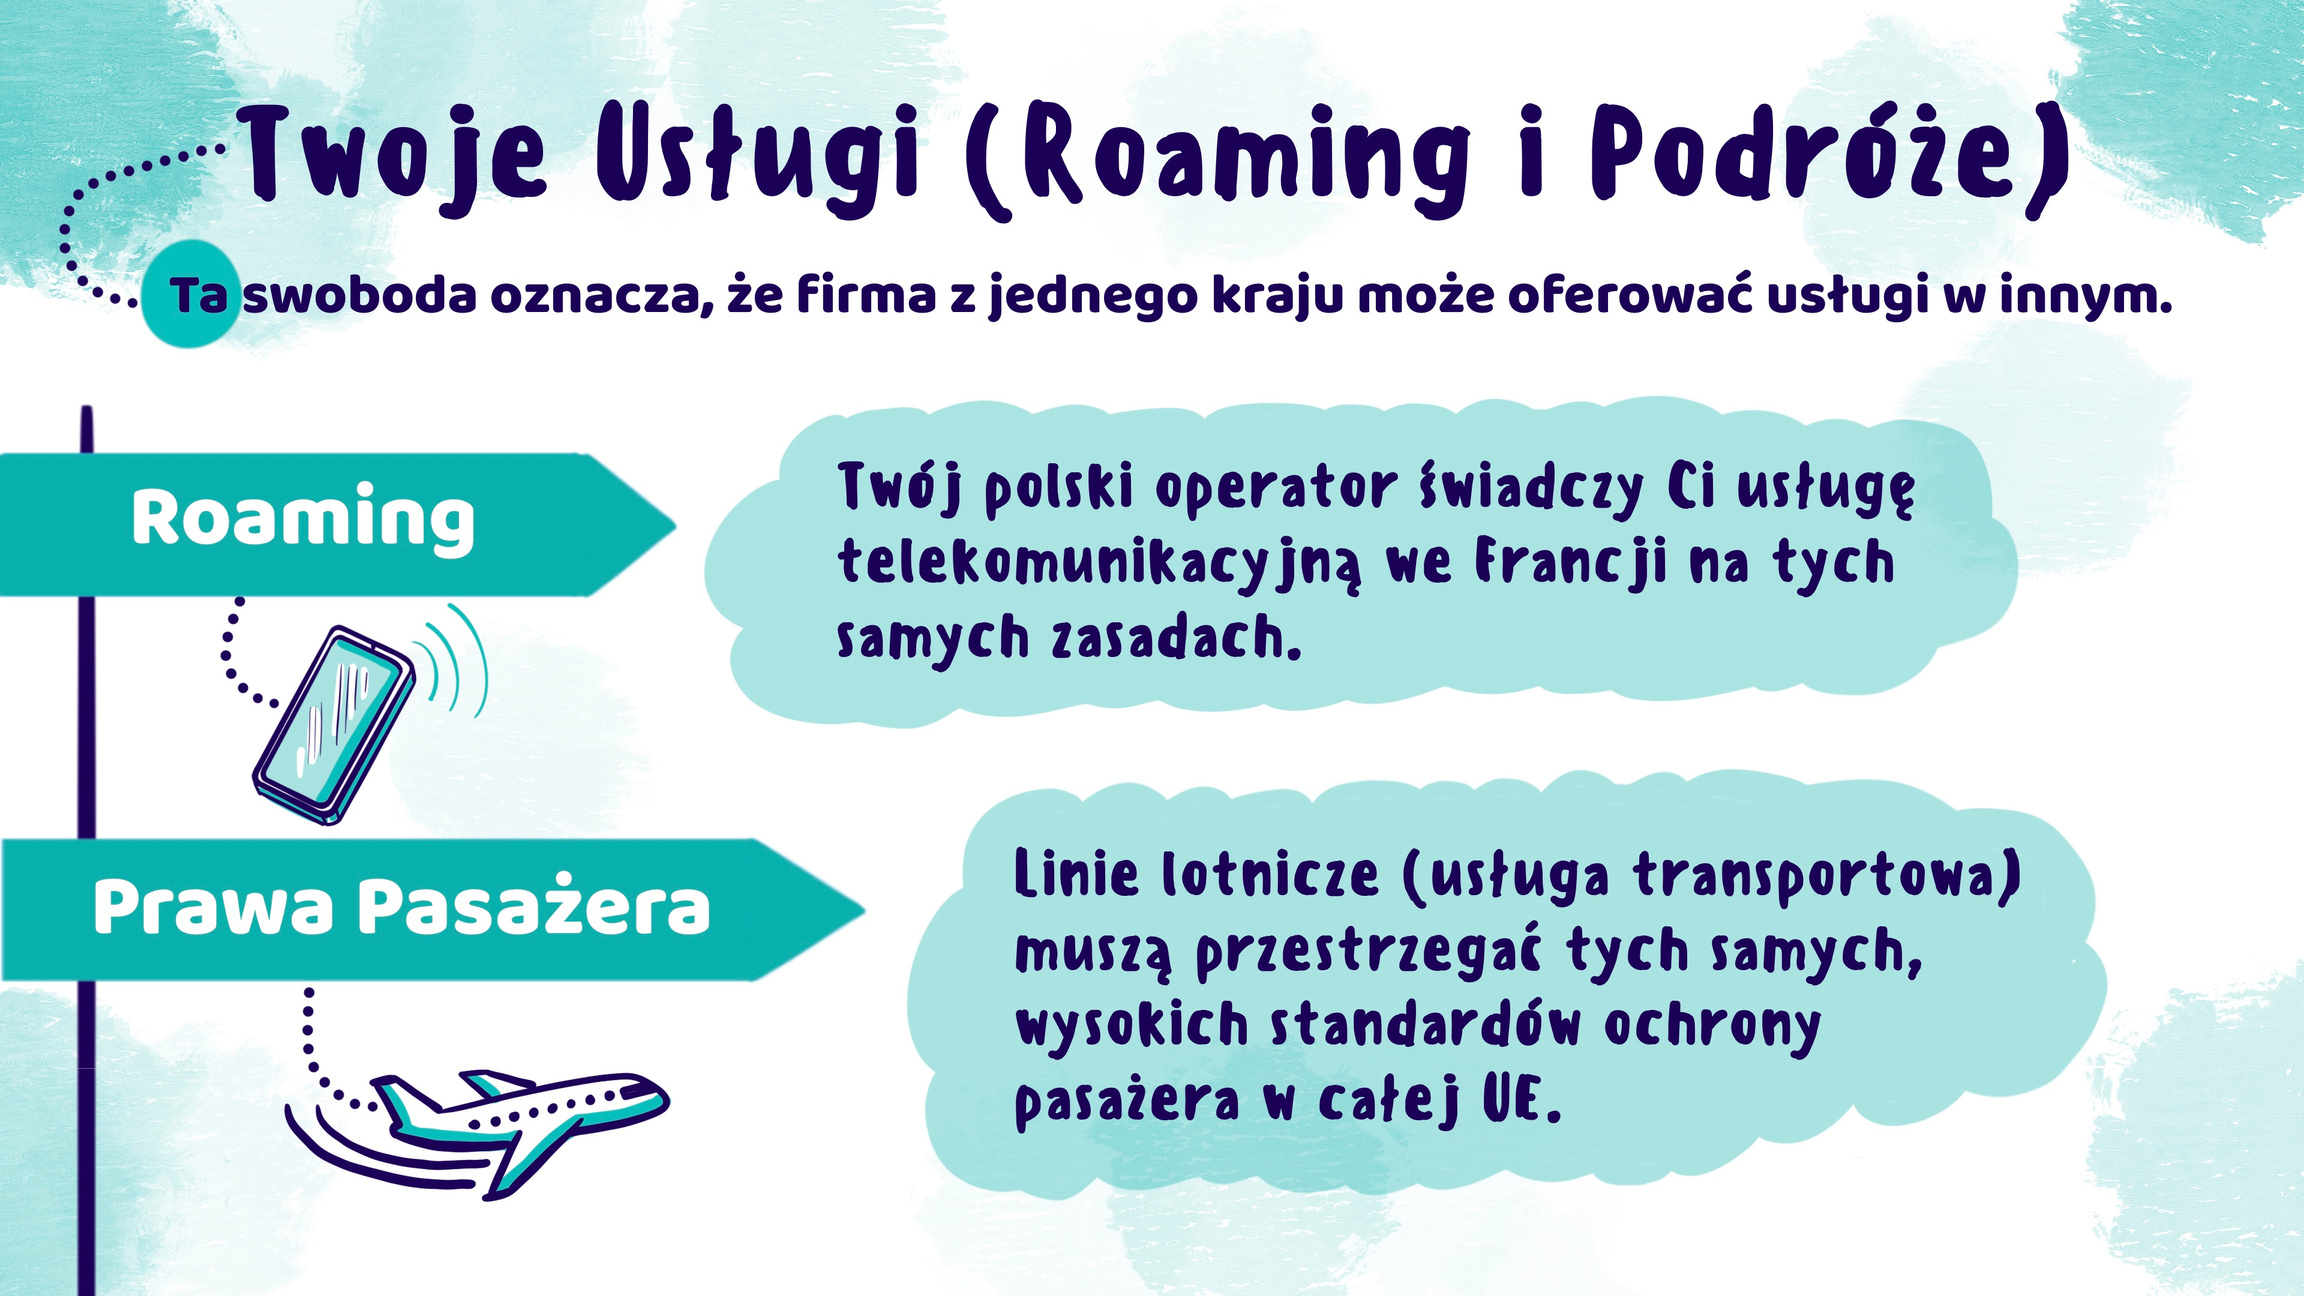 Twoje Usługi (Roaming i Podróże)
Ta swoboda oznacza, że firma z jednego kraju może oferować usługi w innym.
Roaming
Twój polski operator świadczy Ci usługę
telekomunikacyjną we Francji na tych
samych zasadach.
Prawa Pasażera
Linie lotnicze (usługa transportowa)
muszą przestrzegać tych samych,
wysokich standardów ochrony
pasażera w całej UE.